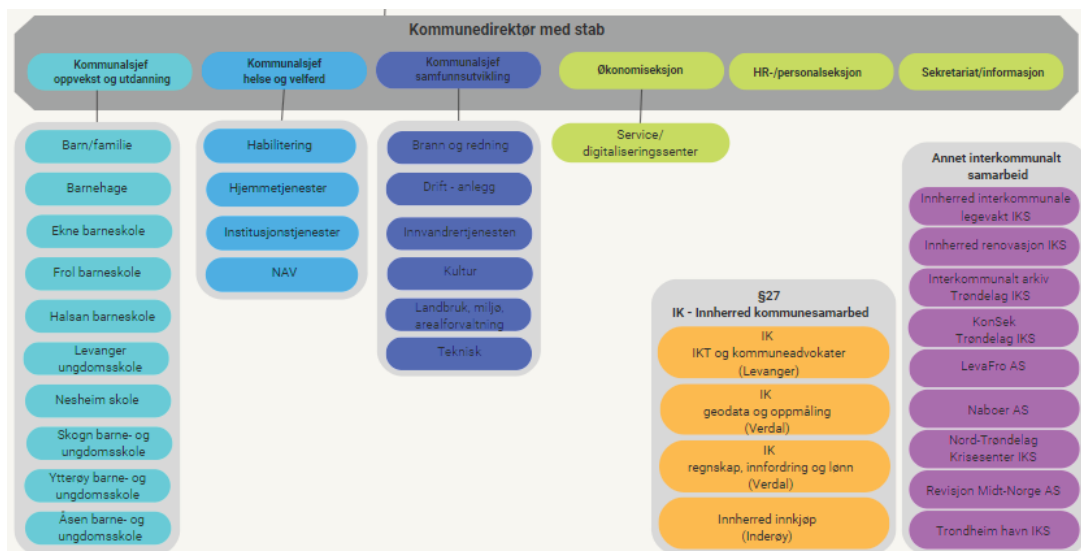 Kommunedirektør med stab
Kommunalsjef
oppvekst og utdanning
Kommunalsjef
helse og velferd
Kommunalsjef
samfunnsutvikling
Økonomiseksjon
HR-/personalseksjon
Sekretariat/informasjon
Barn/familie
Barnehage
Ekne barneskole
Frol barneskole
Halsan barneskole
Levanger
ungdomsskole
Nesheim skole
Skogn barne- og
ungdomsskole
Ytterøy barne- og
ungdomsskole
Åsen barne- og
ungdomsskole
Habilitering
Hjemmetjenester
Institusjonstjenester
NAV
Brann og redning
Drift - anlegg
Innvandrertjenesten
Kultur
Landbruk, miljø,
arealforvaltning
Teknisk
Service/
digitaliseringssenter
§27
IK - Innherred kommunesamarbed
IK
IKT og kommuneadvokater
(Levanger)
IK
geodata og oppmåling
(Verdal)
IK
regnskap, innfordring og lønn
(Verdal)
Innherred innkjøp
(Inderøy)
Annet interkommunalt
samarbeid
Innherred interkommunale
legevakt IKS
Innherred renovasjon IKS
Interkommunalt arkiv
Trøndelag IKS
KonSek
Trøndelag IKS
LevaFro AS
Naboer AS
Nord-Trøndelag
Krisesenter IKS
Revisjon Midt-Norge AS
Trondheim havn IKS